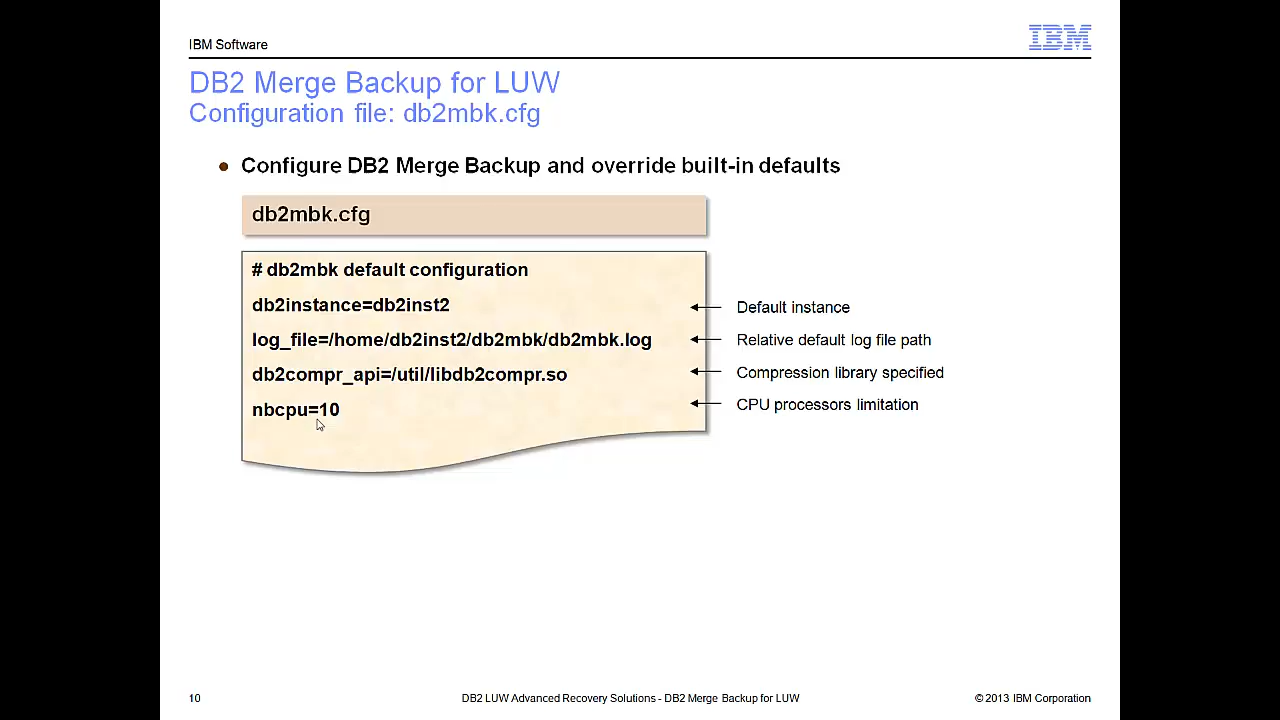 IBM Software
IBM
DB2 Merge Backup for LUW
Configuration file: db2mbk.cfg
Configure DB2 Merge Backup and override built-in defaults
db2mbk.cfg
# db2mbk default configuration
db2instance=db2inst2
Default instance
log_file=/home/db2inst2/db2mbk/db2mbk.log
Relative default log file path
db2compr_api=/util/libdb2compr.so
Compression library specified
nbcpu=10
CPU processors limitation
10
DB2 LUW Advanced Recovery Solutions - DB2 Merge Backup for LUW
© 2013 IBM Corporation